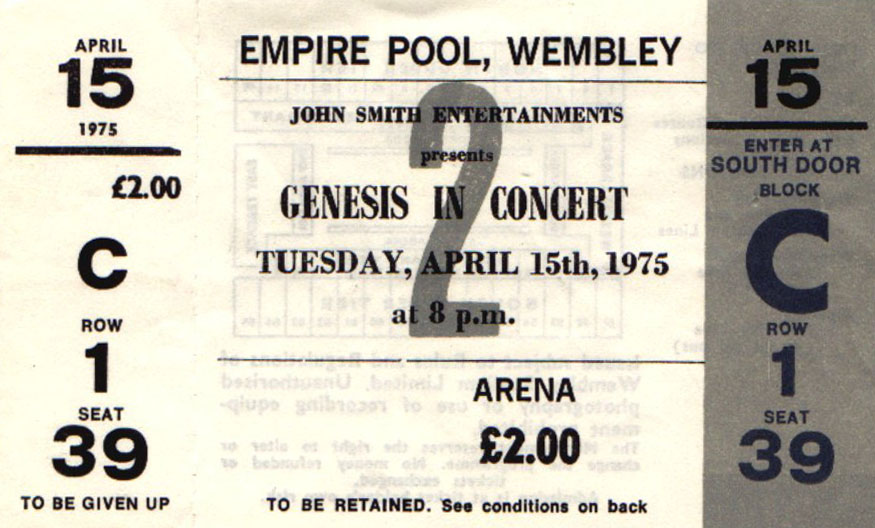 APRIL
15
1975
£2.00
C
ROW
1
SEAT
39
TO BE GIVEN UP
EMPIRE POOL, WEMBLEY
2
JOHN SMITH ENTERTAINMENTS
presents
GENESIS IN CONCERT
TUESDAY, APRIL 15th, 1975
at 8 p.m.
ARENA
£2.00
TO BE RETAINED. See conditions on back
APRIL
15
ENTER AT
SOUTH DOOR
BLOCK
C
ROW
1
SEAT
39